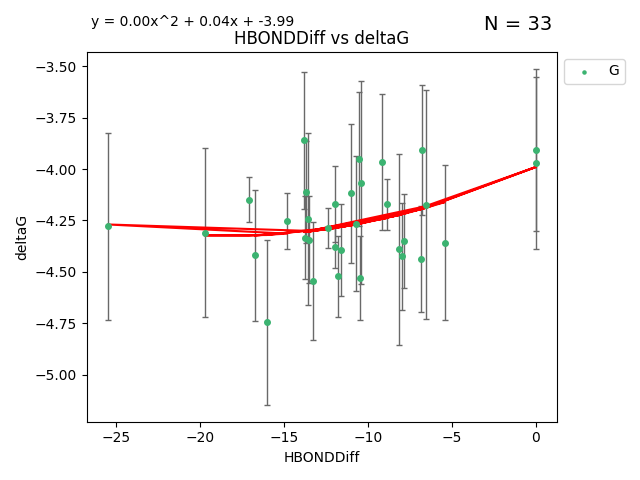 y = 0.00x^2 + 0.04x + -3.99
N = 33
HBONDDiff vs deltaG
G
deltaG
−3.50
−3.75
−4.00
−4.25
−4.50
−4.75
−5.00
−25
−20
−15
−10
−5
0
HBONDDiff